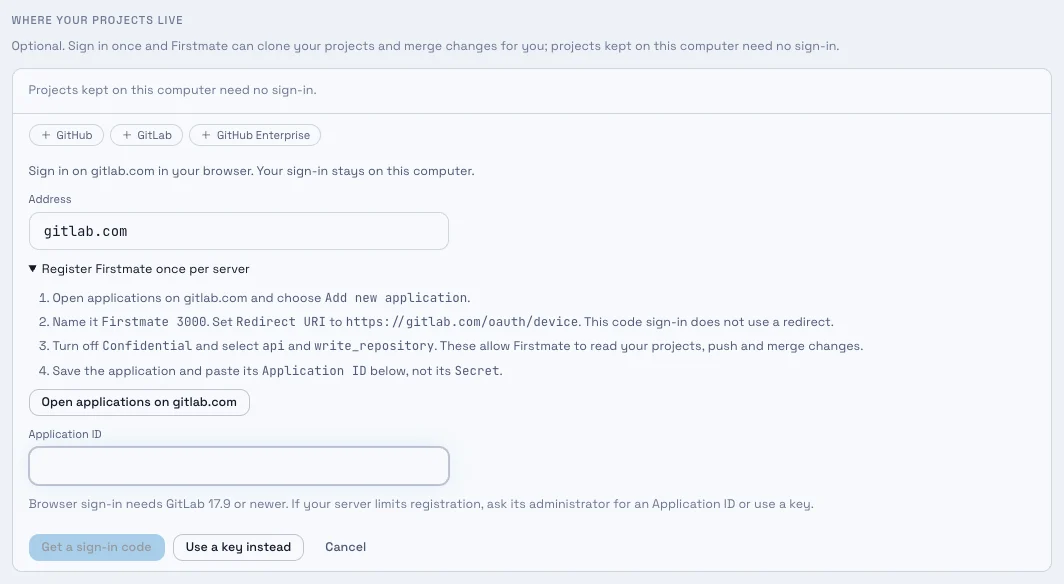 WHERE YOUR PROJECTS LIVE
Optional. Sign in once and Firstmate can clone your projects and merge changes for you; projects kept on this computer need no sign-in.
Projects kept on this computer need no sign-in.
+ GitHub + GitLab + GitHub Enterprise
Sign in on gitlab.com in your browser. Your sign-in stays on this computer.
Address
gitlab.com
▼ Register Firstmate once per server
1. Open applications on gitlab.com and choose Add new application.
2. Name it Firstmate 3000. Set Redirect URI to https://gitlab.com/oauth/device. This code sign-in does not use a redirect.
3. Turn off Confidential and select api and write_repository. These allow Firstmate to read your projects, push and merge changes.
4. Save the application and paste its Application ID below, not its Secret.
Open applications on gitlab.com
Application ID
Browser sign-in needs GitLab 17.9 or newer. If your server limits registration, ask its administrator for an Application ID or use a key.
Get a sign-in code Use a key instead Cancel